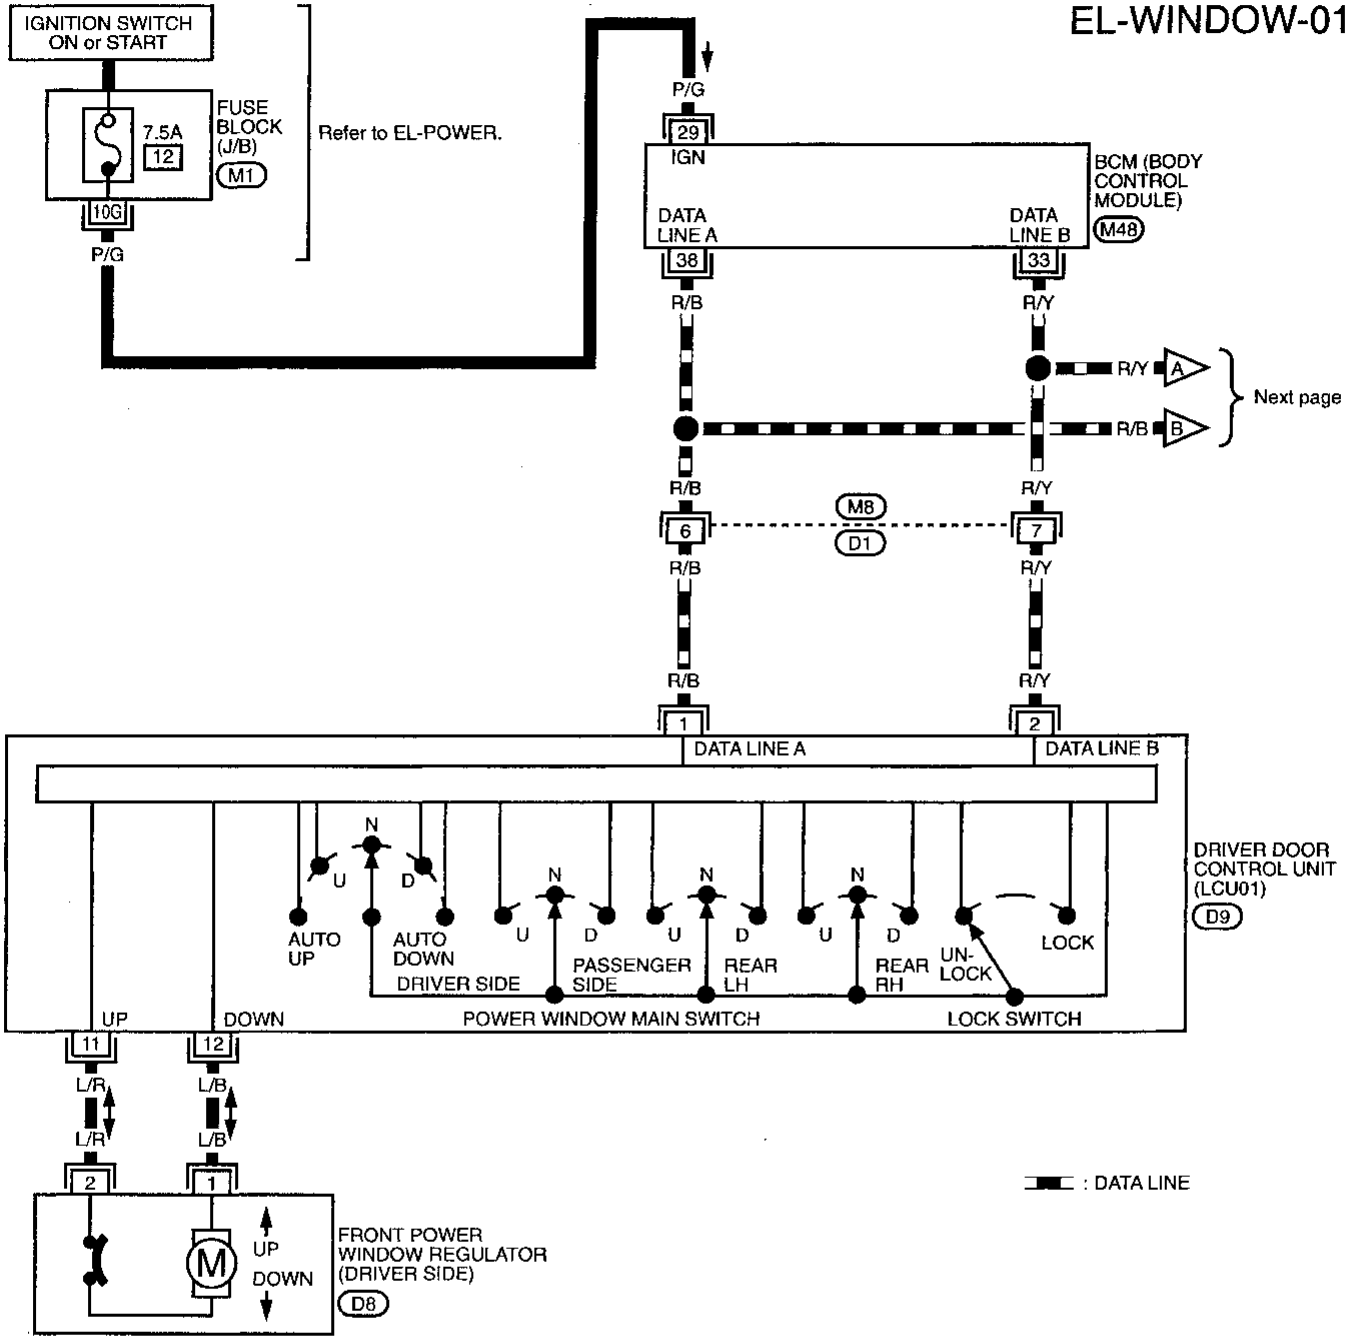 EL-WINDOW-01
IGNITION SWITCH
ON or START
FUSE
BLOCK
(J/B)
M1
7.5A
12
10G
P/G
Refer to EL-POWER.
P/G
29
IGN
BCM (BODY
CONTROL
MODULE)
M48
DATA
LINE A
DATA
LINE B
38
33
R/B
R/Y
R/Y
A
R/B
B
Next page
R/B
R/Y
M8
6
7
D1
R/B
R/Y
R/B
R/Y
1
2
DATA LINE A
DATA LINE B
DRIVER DOOR
CONTROL UNIT
(LCU01)
D9
N
U
D
N
N
N
AUTO
UP
AUTO
DOWN
U
D
U
D
U
D
UN-
LOCK
LOCK
DRIVER SIDE
PASSENGER
SIDE
REAR
LH
REAR
RH
UP
DOWN
POWER WINDOW MAIN SWITCH
LOCK SWITCH
11
12
L/R
L/B
L/R
L/B
2
1
M
UP
DOWN
FRONT POWER
WINDOW REGULATOR
(DRIVER SIDE)
D8
: DATA LINE